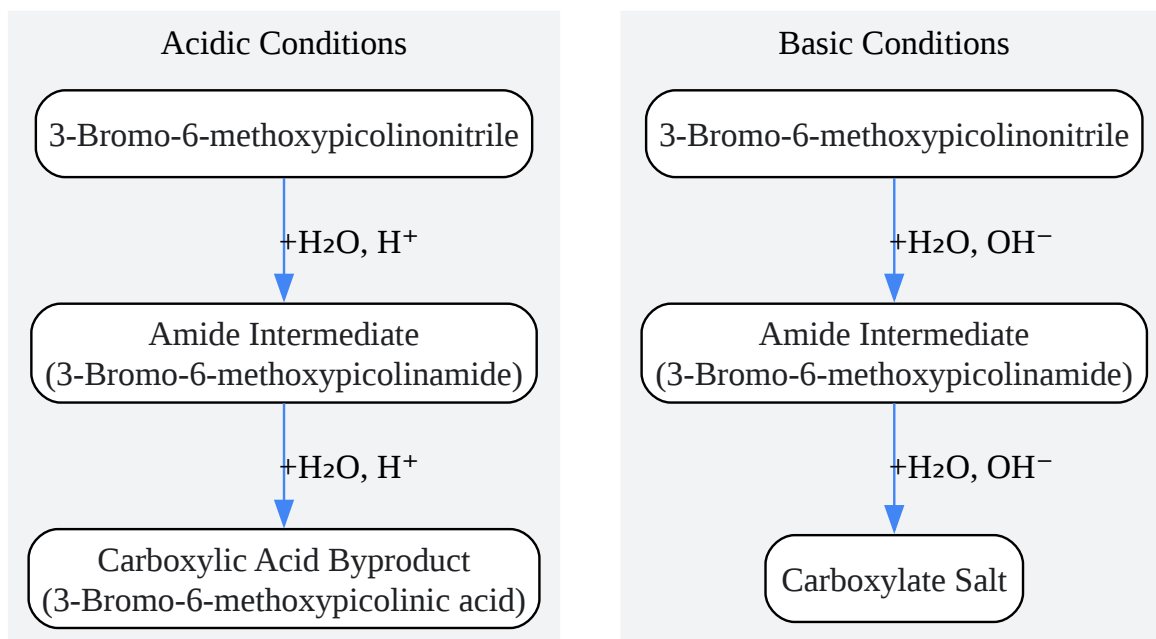 Acidic Conditions
3-Bromo-6-methoxypicolinonitrile
+H₂O, H⁺
Amide Intermediate
(3-Bromo-6-methoxypicolinamide)
+H₂O, H⁺
Carboxylic Acid Byproduct
(3-Bromo-6-methoxypicolinic acid)
Basic Conditions
3-Bromo-6-methoxypicolinonitrile
+H₂O, OH⁻
Amide Intermediate
(3-Bromo-6-methoxypicolinamide)
+H₂O, OH⁻
Carboxylate Salt